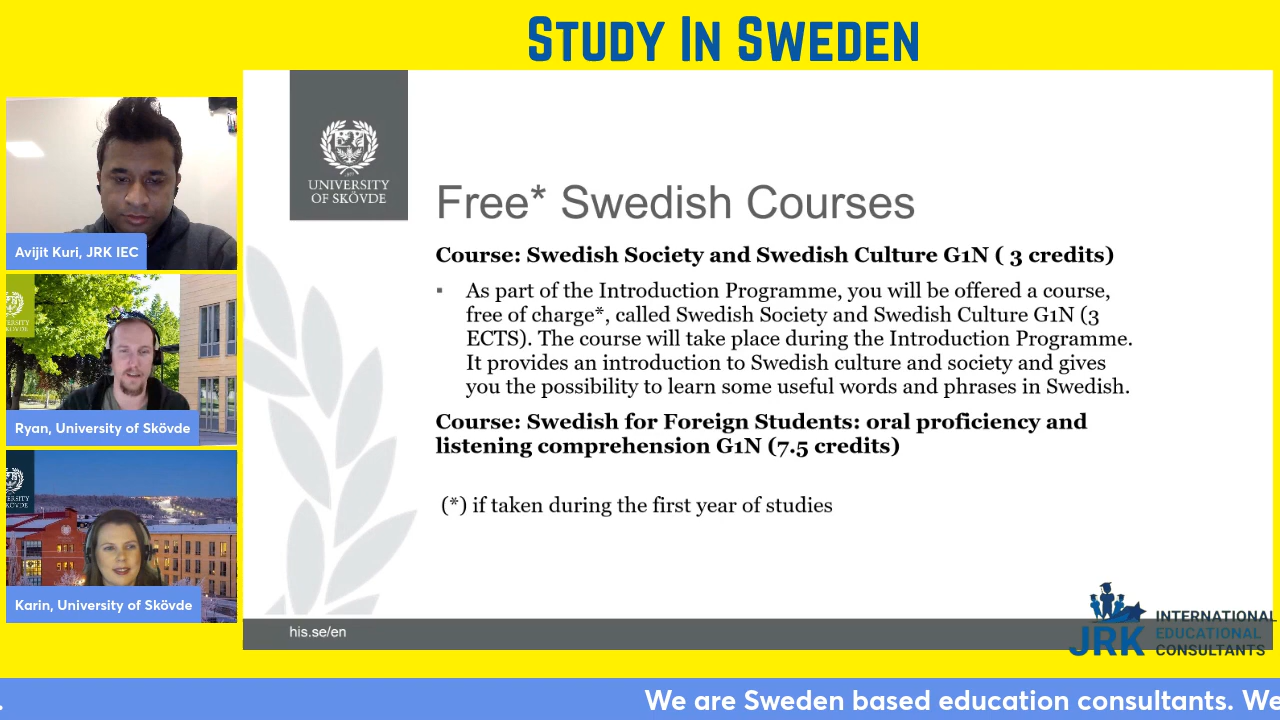 STUDY IN SWEDEN
UNIVERSITY
OF SKÖVDE
Free* Swedish Courses
Course: Swedish Society and Swedish Culture G1N ( 3 credits)
▪ As part of the Introduction Programme, you will be offered a course,
free of charge*, called Swedish Society and Swedish Culture G1N (3
ECTS). The course will take place during the Introduction Programme.
It provides an introduction to Swedish culture and society and gives
you the possibility to learn some useful words and phrases in Swedish.
Course: Swedish for Foreign Students: oral proficiency and
listening comprehension G1N (7.5 credits)
(*) if taken during the first year of studies
his.se/en
Avijit Kuri, JRK IEC
Ryan, University of Skövde
Karin, University of Skövde
JRK
INTERNATIONAL
EDUCATIONAL
CONSULTANTS
. We are Sweden based education consultants. We